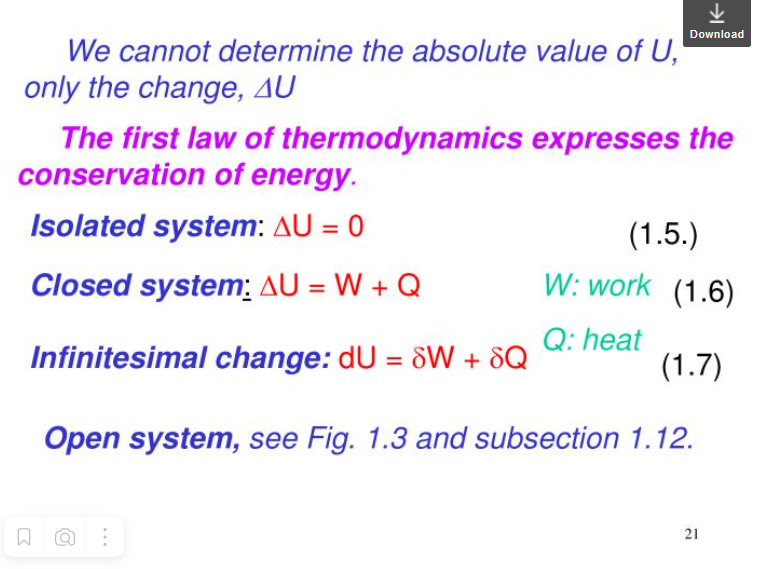 Download
We cannot determine the absolute value of U,
only the change, ΔU
The first law of thermodynamics expresses the
conservation of energy.
Isolated system: ΔU = 0 (1.5.)
Closed system: ΔU = W + Q W: work (1.6)
Q: heat
Infinitesimal change: dU = δW + δQ (1.7)
Open system, see Fig. 1.3 and subsection 1.12.
21